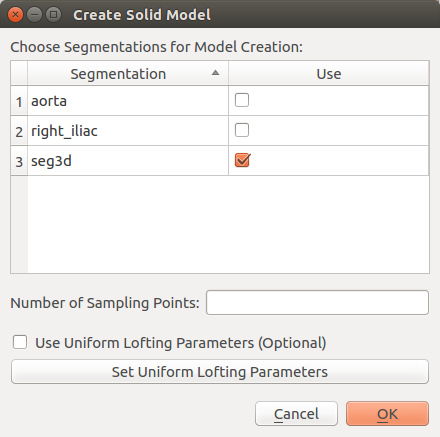 Create Solid Model
Choose Segmentations for Model Creation:
Segmentation Use
1 aorta
2 right_iliac
3 seg3d
Number of Sampling Points:
Use Uniform Lofting Parameters (Optional)
Set Uniform Lofting Parameters
Cancel OK